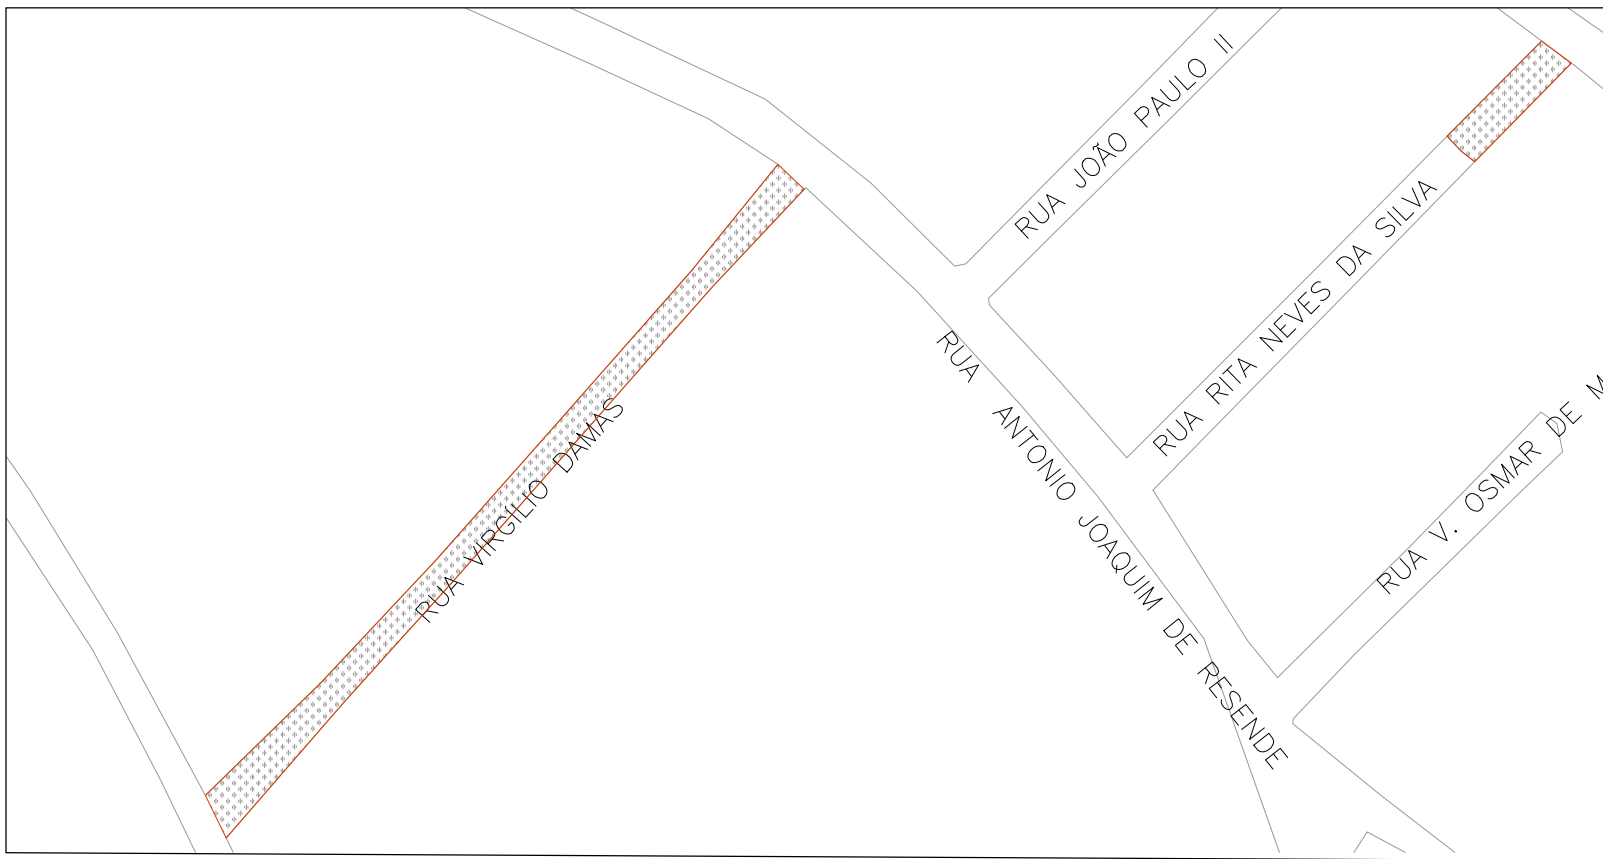 RUA JOÃO PAULO II
RUA RITA NEVES DA SILVA
RUA VIRGÍLIO DAMAS
RUA ANTONIO JOAQUIM DE RESENDE
RUA V. OSMAR DE M